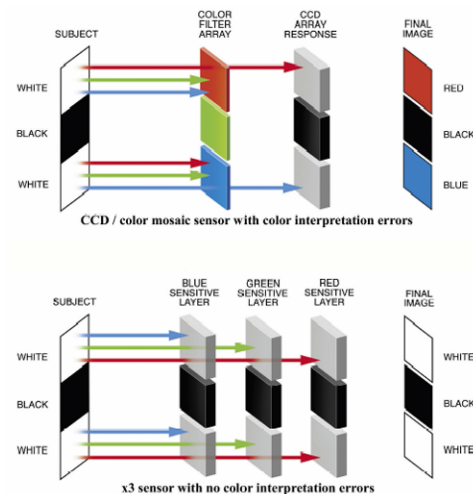 COLOR
FILTER
ARRAY
CCD
ARRAY
RESPONSE
FINAL
IMAGE
SUBJECT
WHITE
RED
BLACK
BLACK
WHITE
BLUE
CCD / color mosaic sensor with color interpretation errors
BLUE
SENSITIVE
LAYER
GREEN
SENSITIVE
LAYER
RED
SENSITIVE
LAYER
FINAL
IMAGE
SUBJECT
WHITE
WHITE
BLACK
BLACK
WHITE
WHITE
x3 sensor with no color interpretation errors